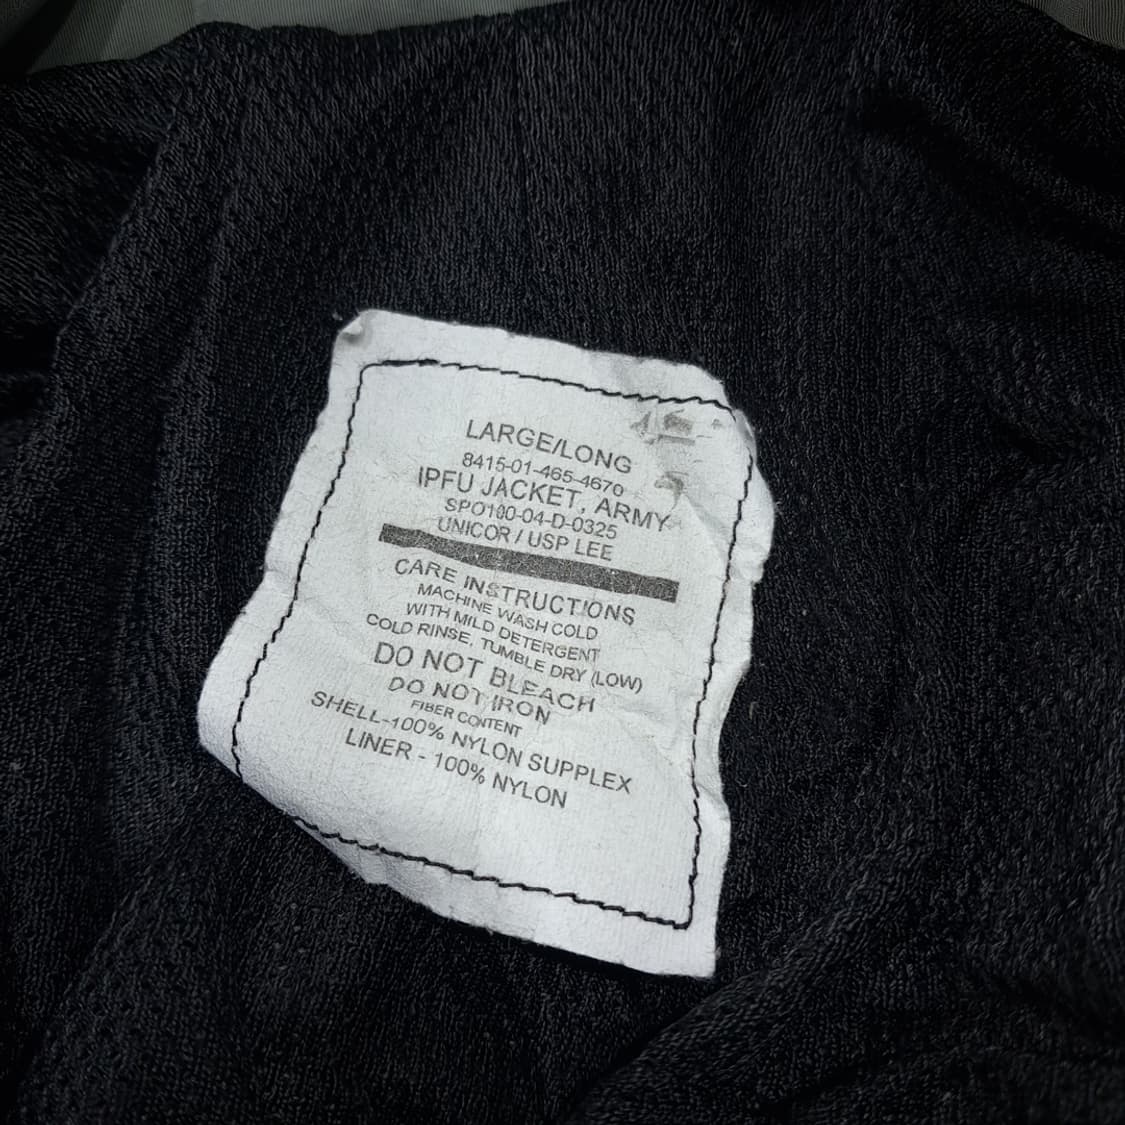 LARGE/LONG
8415-01-465-4670
IPFU JACKET, ARMY
SPO100-04-D-0325
UNICOR / USP LEE
CARE INSTRUCTIONS
MACHINE WASH COLD
WITH MILD DETERGENT
COLD RINSE, TUMBLE DRY (LOW)
DO NOT BLEACH
DO NOT IRON
FIBER CONTENT
SHELL-100% NYLON SUPPLEX
LINER - 100% NYLON